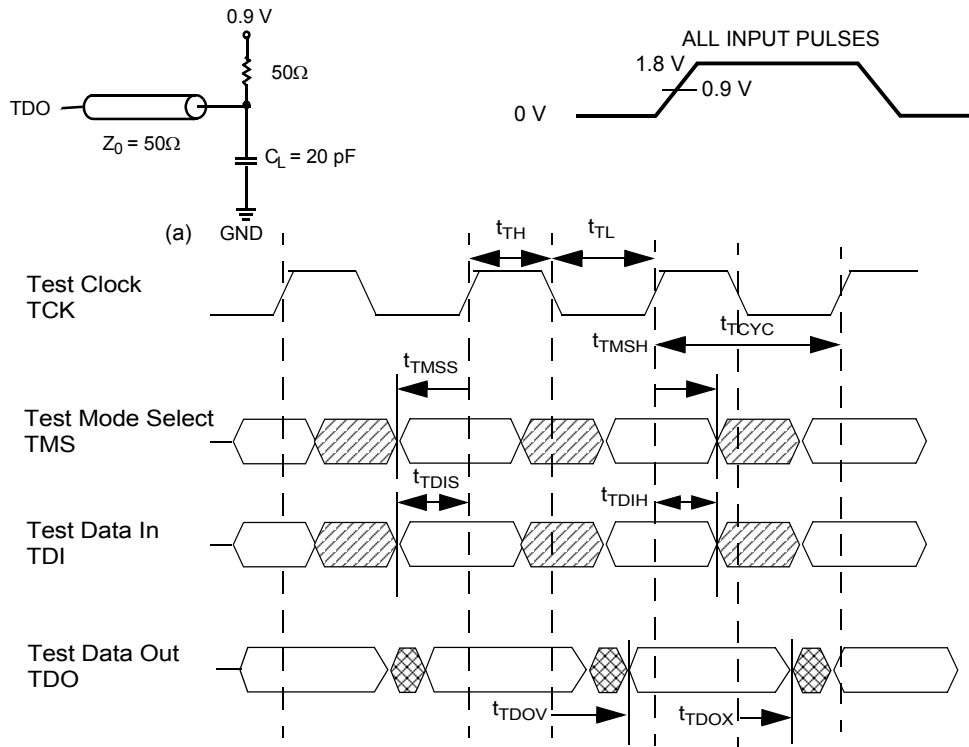 0.9 V
50Ω
TDO
Z0 = 50Ω
CL = 20 pF
(a)
GND
ALL INPUT PULSES
1.8 V
0.9 V
0 V
tTH
tTL
Test Clock
TCK
tTCYC
tTMSH
tTMSS
Test Mode Select
TMS
tTDIS
tTDIH
Test Data In
TDI
Test Data Out
TDO
tTDOV
tTDOX